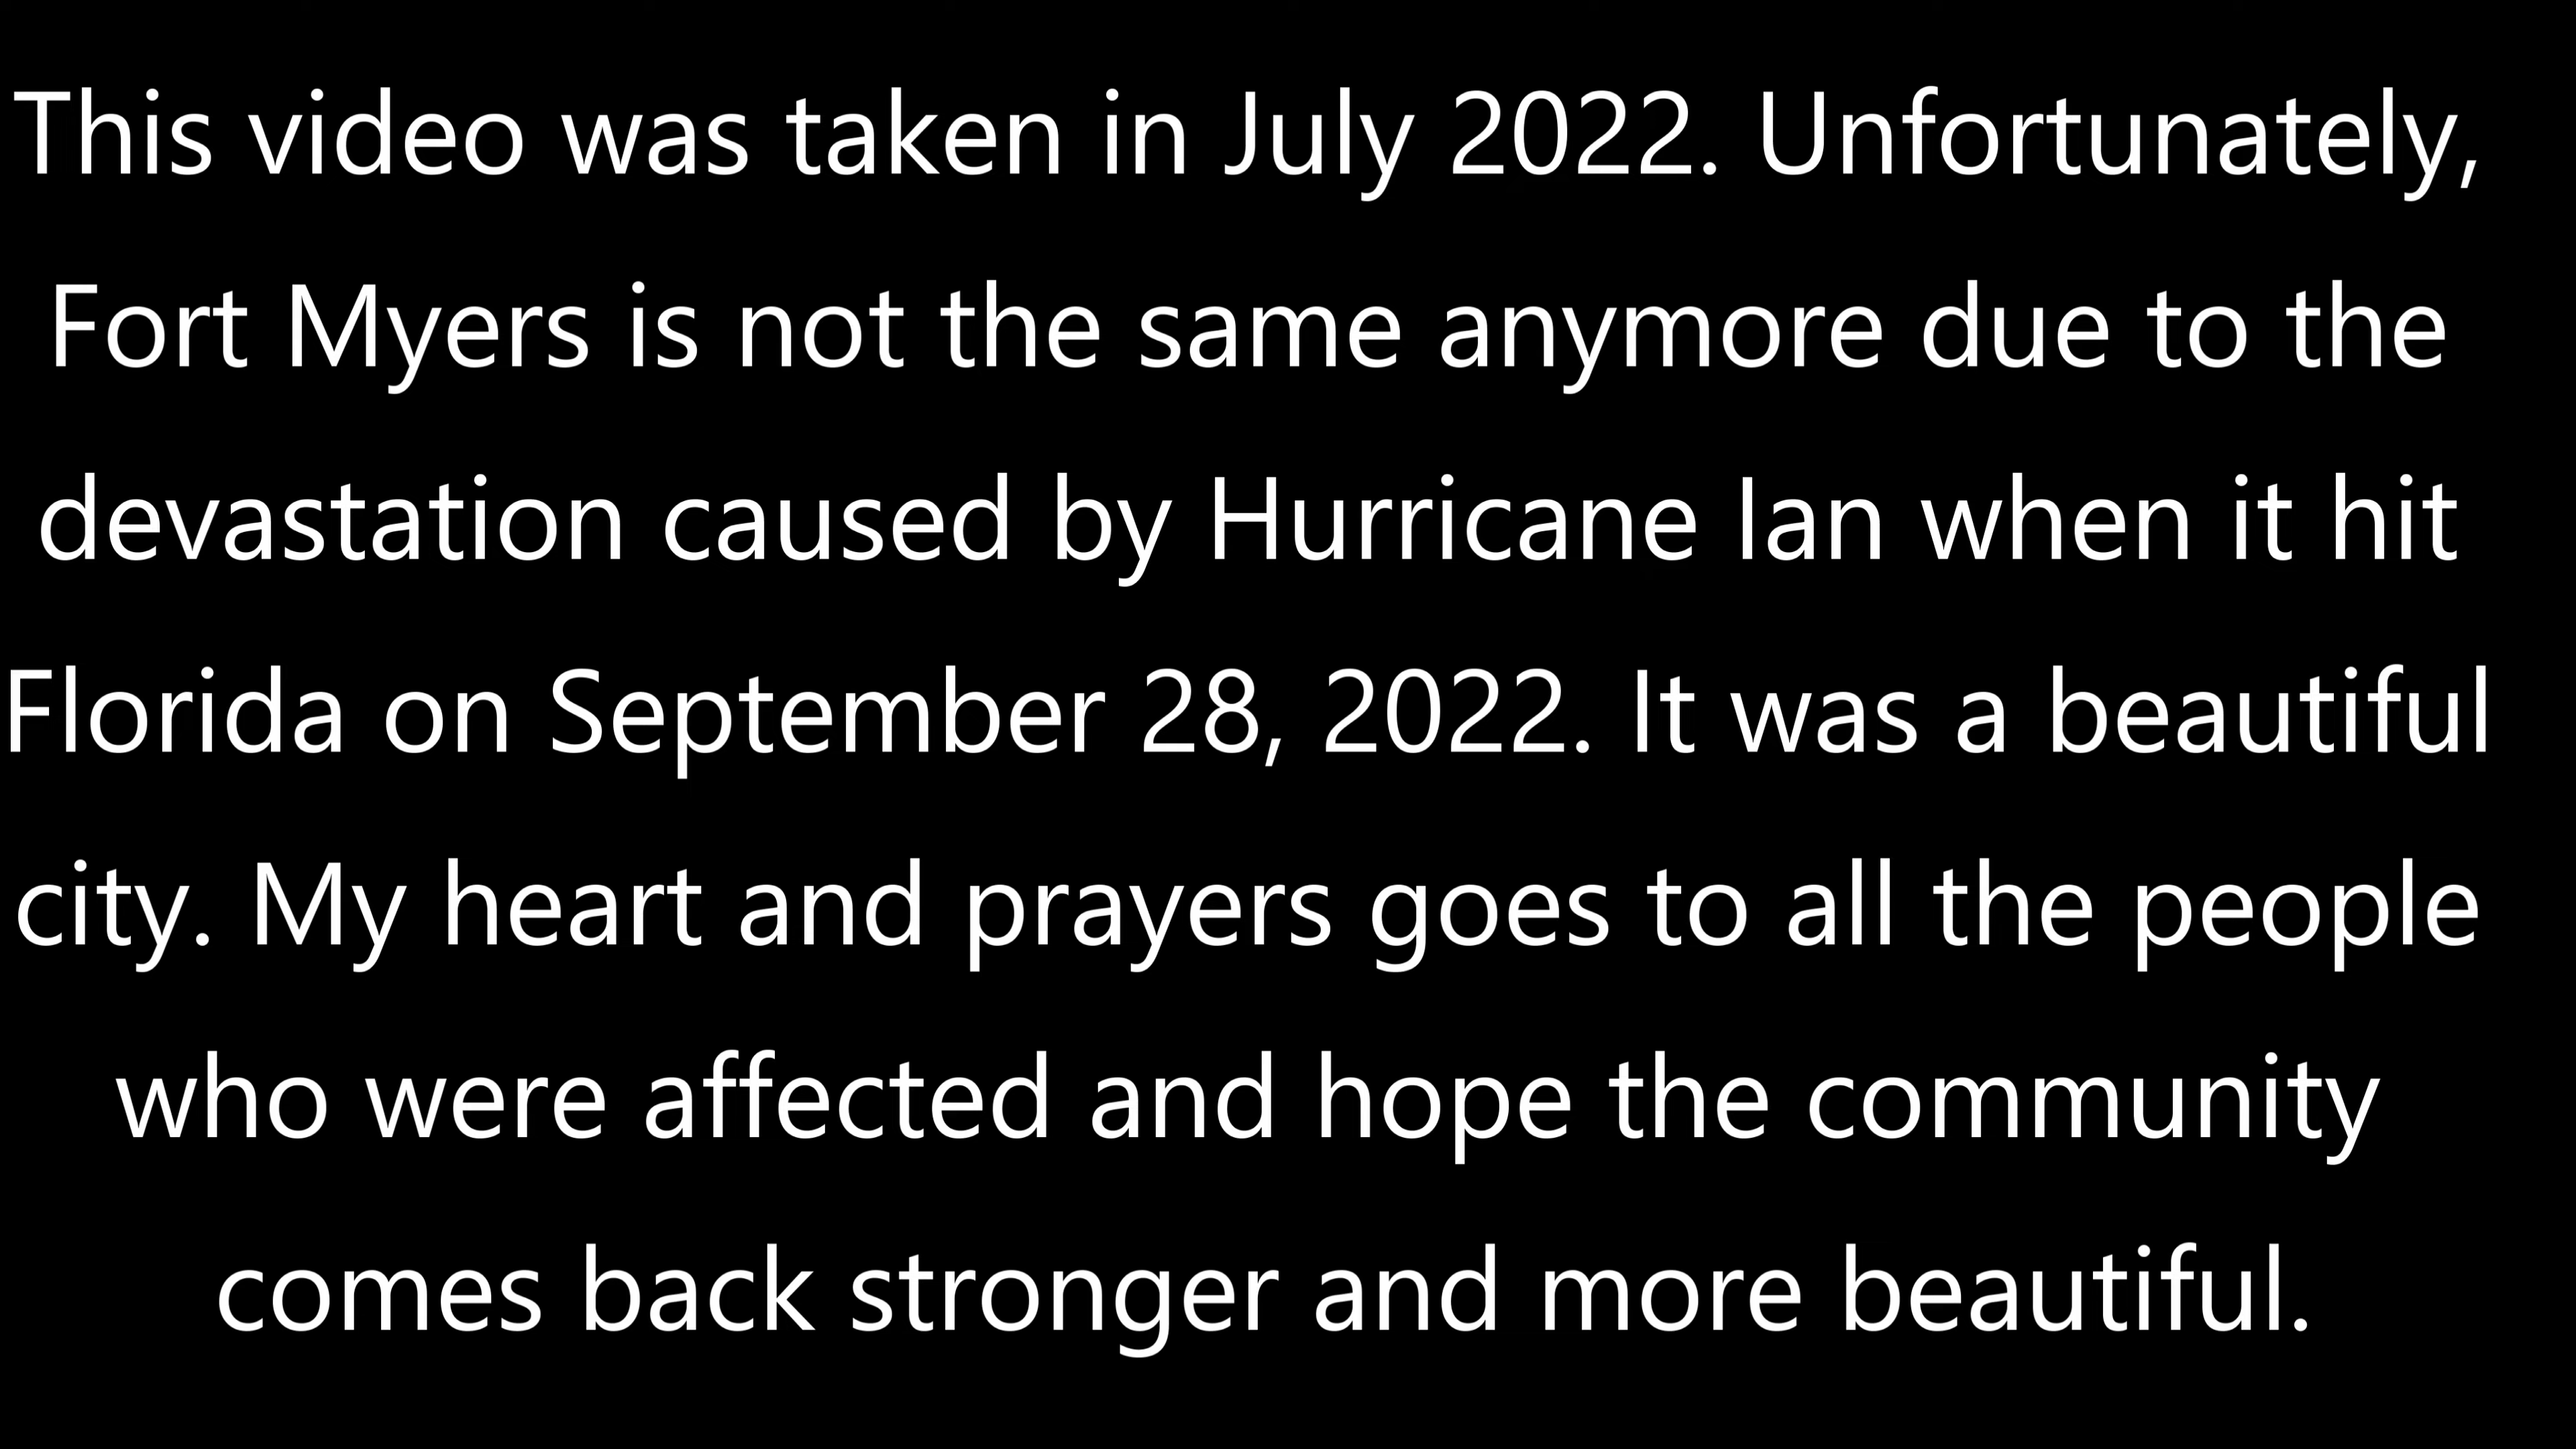 This video was taken in July 2022. Unfortunately,
Fort Myers is not the same anymore due to the
devastation caused by Hurricane Ian when it hit
Florida on September 28, 2022. It was a beautiful
city. My heart and prayers goes to all the people
who were affected and hope the community
comes back stronger and more beautiful.